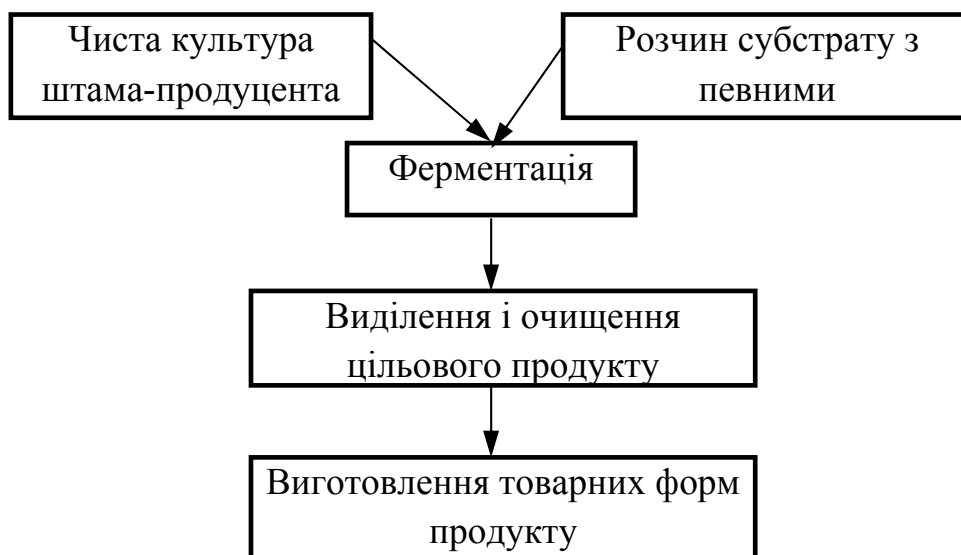 Чиста культура
штама-продуцента
Розчин субстрату з
певними
Ферментація
Виділення і очищення
цільового продукту
Виготовлення товарних форм
продукту